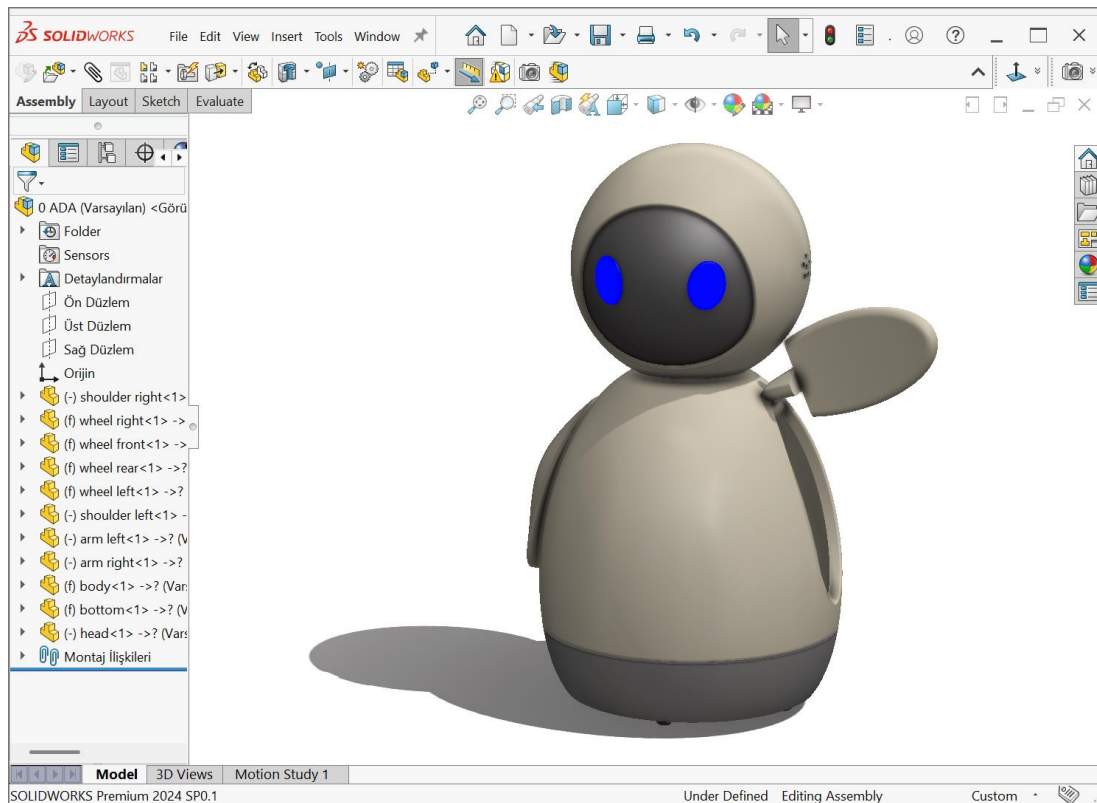 SOLIDWORKS File Edit View Insert Tools Window
Assembly Layout Sketch Evaluate
0 ADA (Varsayılan) <Görü
Folder
Sensors
Detaylandırmalar
Ön Düzlem
Üst Düzlem
Sağ Düzlem
Orijin
(-) shoulder right<1>
(f) wheel right<1> ->
(f) wheel front<1> ->
(f) wheel rear<1> ->?
(f) wheel left<1> ->?
(-) shoulder left<1> -
(-) arm left<1> ->? (V
(-) arm right<1> ->?
(f) body<1> ->? (Var
(f) bottom<1> ->? (V
(-) head<1> ->? (Vars
Montaj İlişkileri
Model 3D Views Motion Study 1
SOLIDWORKS Premium 2024 SP0.1 Under Defined Editing Assembly Custom